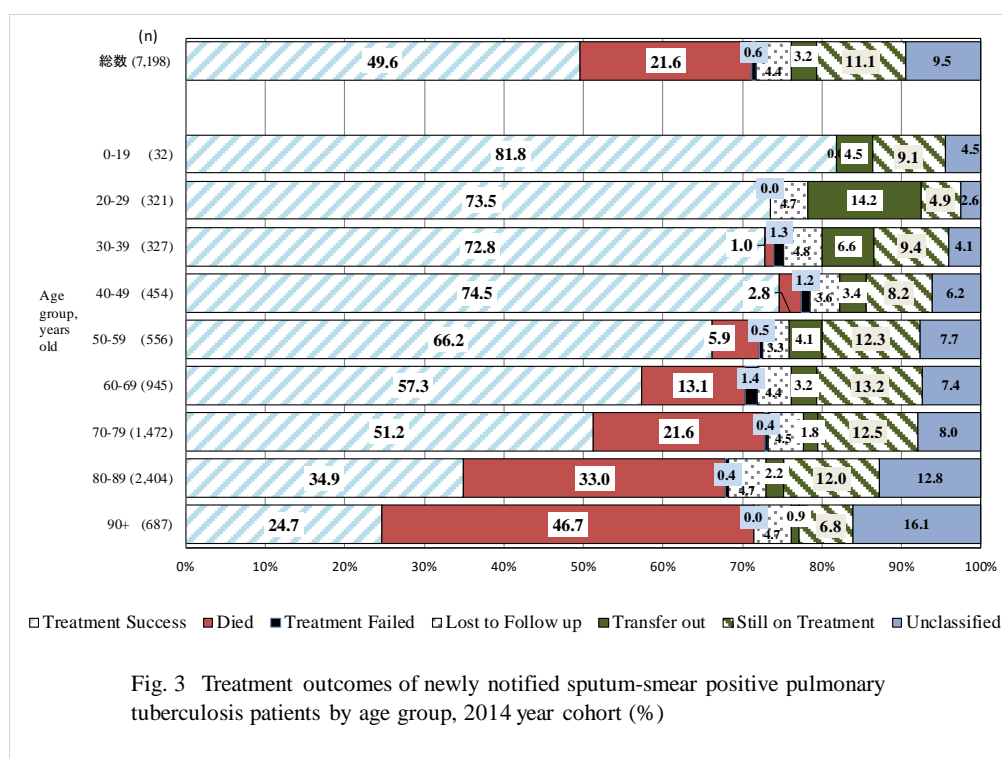 (n)
総数 (7,198)
49.6 21.6 0.6 4.4 3.2 11.1 9.5
0-19 (32)
81.8 4.5 9.1 4.5
20-29 (321)
73.5 0.0 4.7 14.2 4.9 2.6
30-39 (327)
72.8 1.0 1.3 4.8 6.6 9.4 4.1
40-49 (454)
74.5 2.8 1.2 3.6 3.4 8.2 6.2
Age group, years old
50-59 (556)
66.2 5.9 0.5 3.3 4.1 12.3 7.7
60-69 (945)
57.3 13.1 1.4 4.4 3.2 13.2 7.4
70-79 (1,472)
51.2 21.6 0.4 4.5 1.8 12.5 8.0
80-89 (2,404)
34.9 33.0 0.4 4.7 2.2 12.0 12.8
90+ (687)
24.7 46.7 0.0 4.7 0.9 6.8 16.1
0% 10% 20% 30% 40% 50% 60% 70% 80% 90% 100%
Treatment Success Died Treatment Failed Lost to Follow up Transfer out Still on Treatment Unclassified
Fig. 3 Treatment outcomes of newly notified sputum-smear positive pulmonary
tuberculosis patients by age group, 2014 year cohort (%)